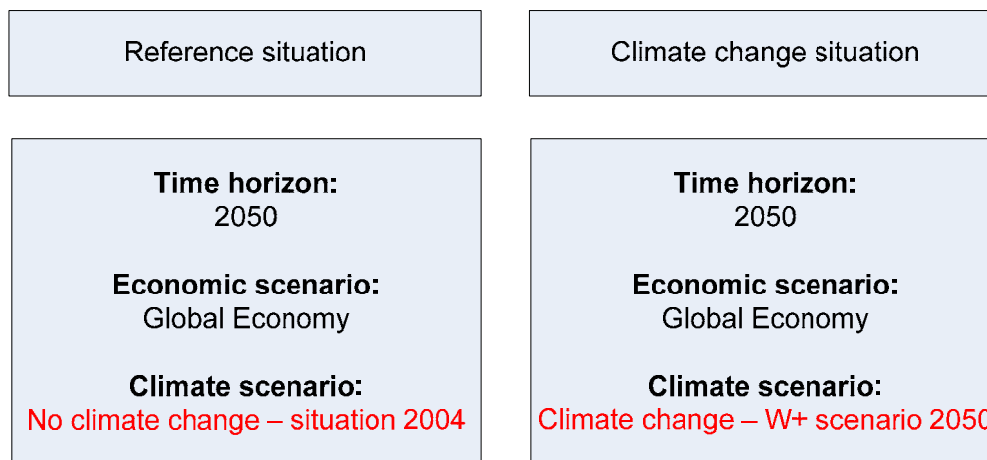 Reference situation
Climate change situation
Time horizon:
2050
Economic scenario:
Global Economy
Climate scenario:
No climate change – situation 2004
Time horizon:
2050
Economic scenario:
Global Economy
Climate scenario:
Climate change – W+ scenario 2050